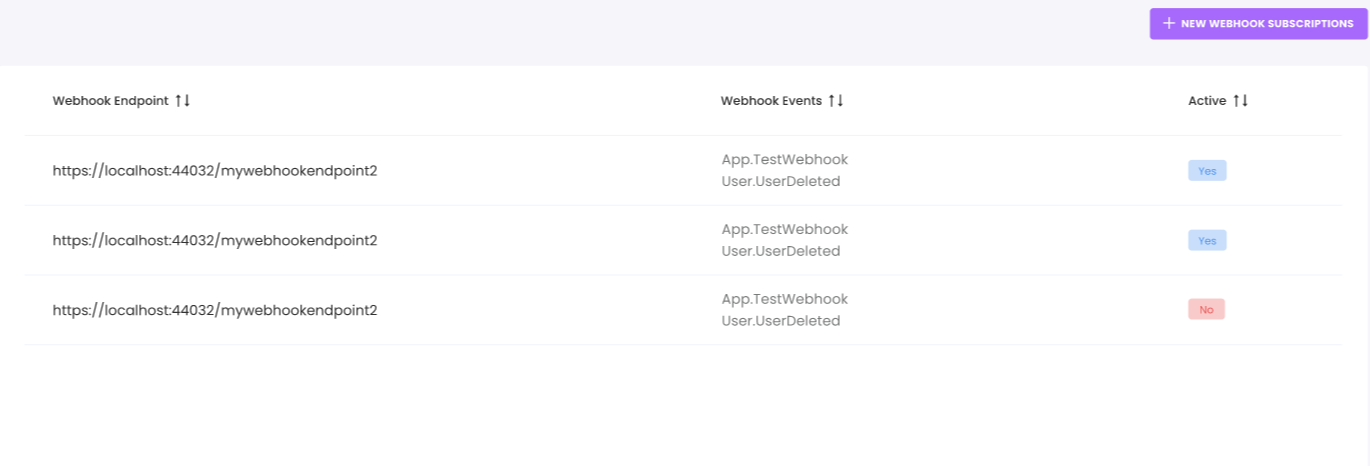 NEW WEBHOOK SUBSCRIPTIONS
Webhook Endpoint Webhook Events Active
https://localhost:44032/mywebhookendpoint2
App.TestWebhook
User.UserDeleted
Yes
https://localhost:44032/mywebhookendpoint2
App.TestWebhook
User.UserDeleted
Yes
https://localhost:44032/mywebhookendpoint2
App.TestWebhook
User.UserDeleted
No